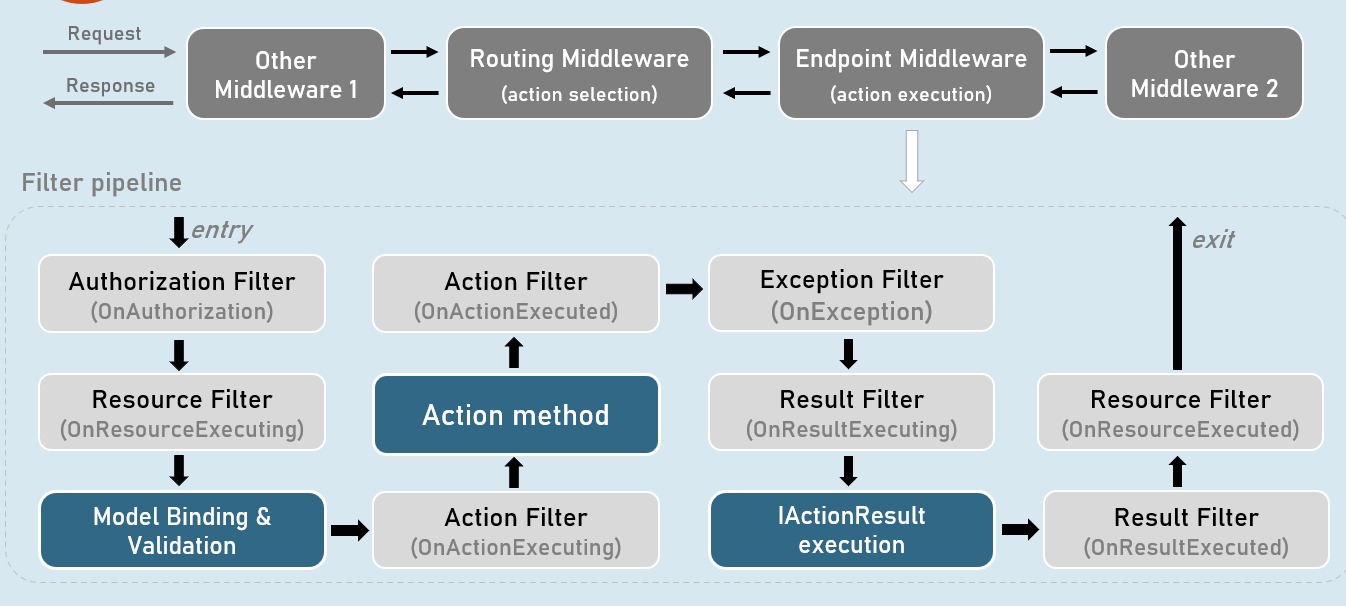 Request
Response
Other
Middleware 1
Routing Middleware
(action selection)
Endpoint Middleware
(action execution)
Other
Middleware 2
Filter pipeline
entry
exit
Authorization Filter
(OnAuthorization)
Resource Filter
(OnResourceExecuting)
Model Binding &
Validation
Action Filter
(OnActionExecuting)
Action method
Action Filter
(OnActionExecuted)
Exception Filter
(OnException)
Result Filter
(OnResultExecuting)
IActionResult
execution
Result Filter
(OnResultExecuted)
Resource Filter
(OnResourceExecuted)